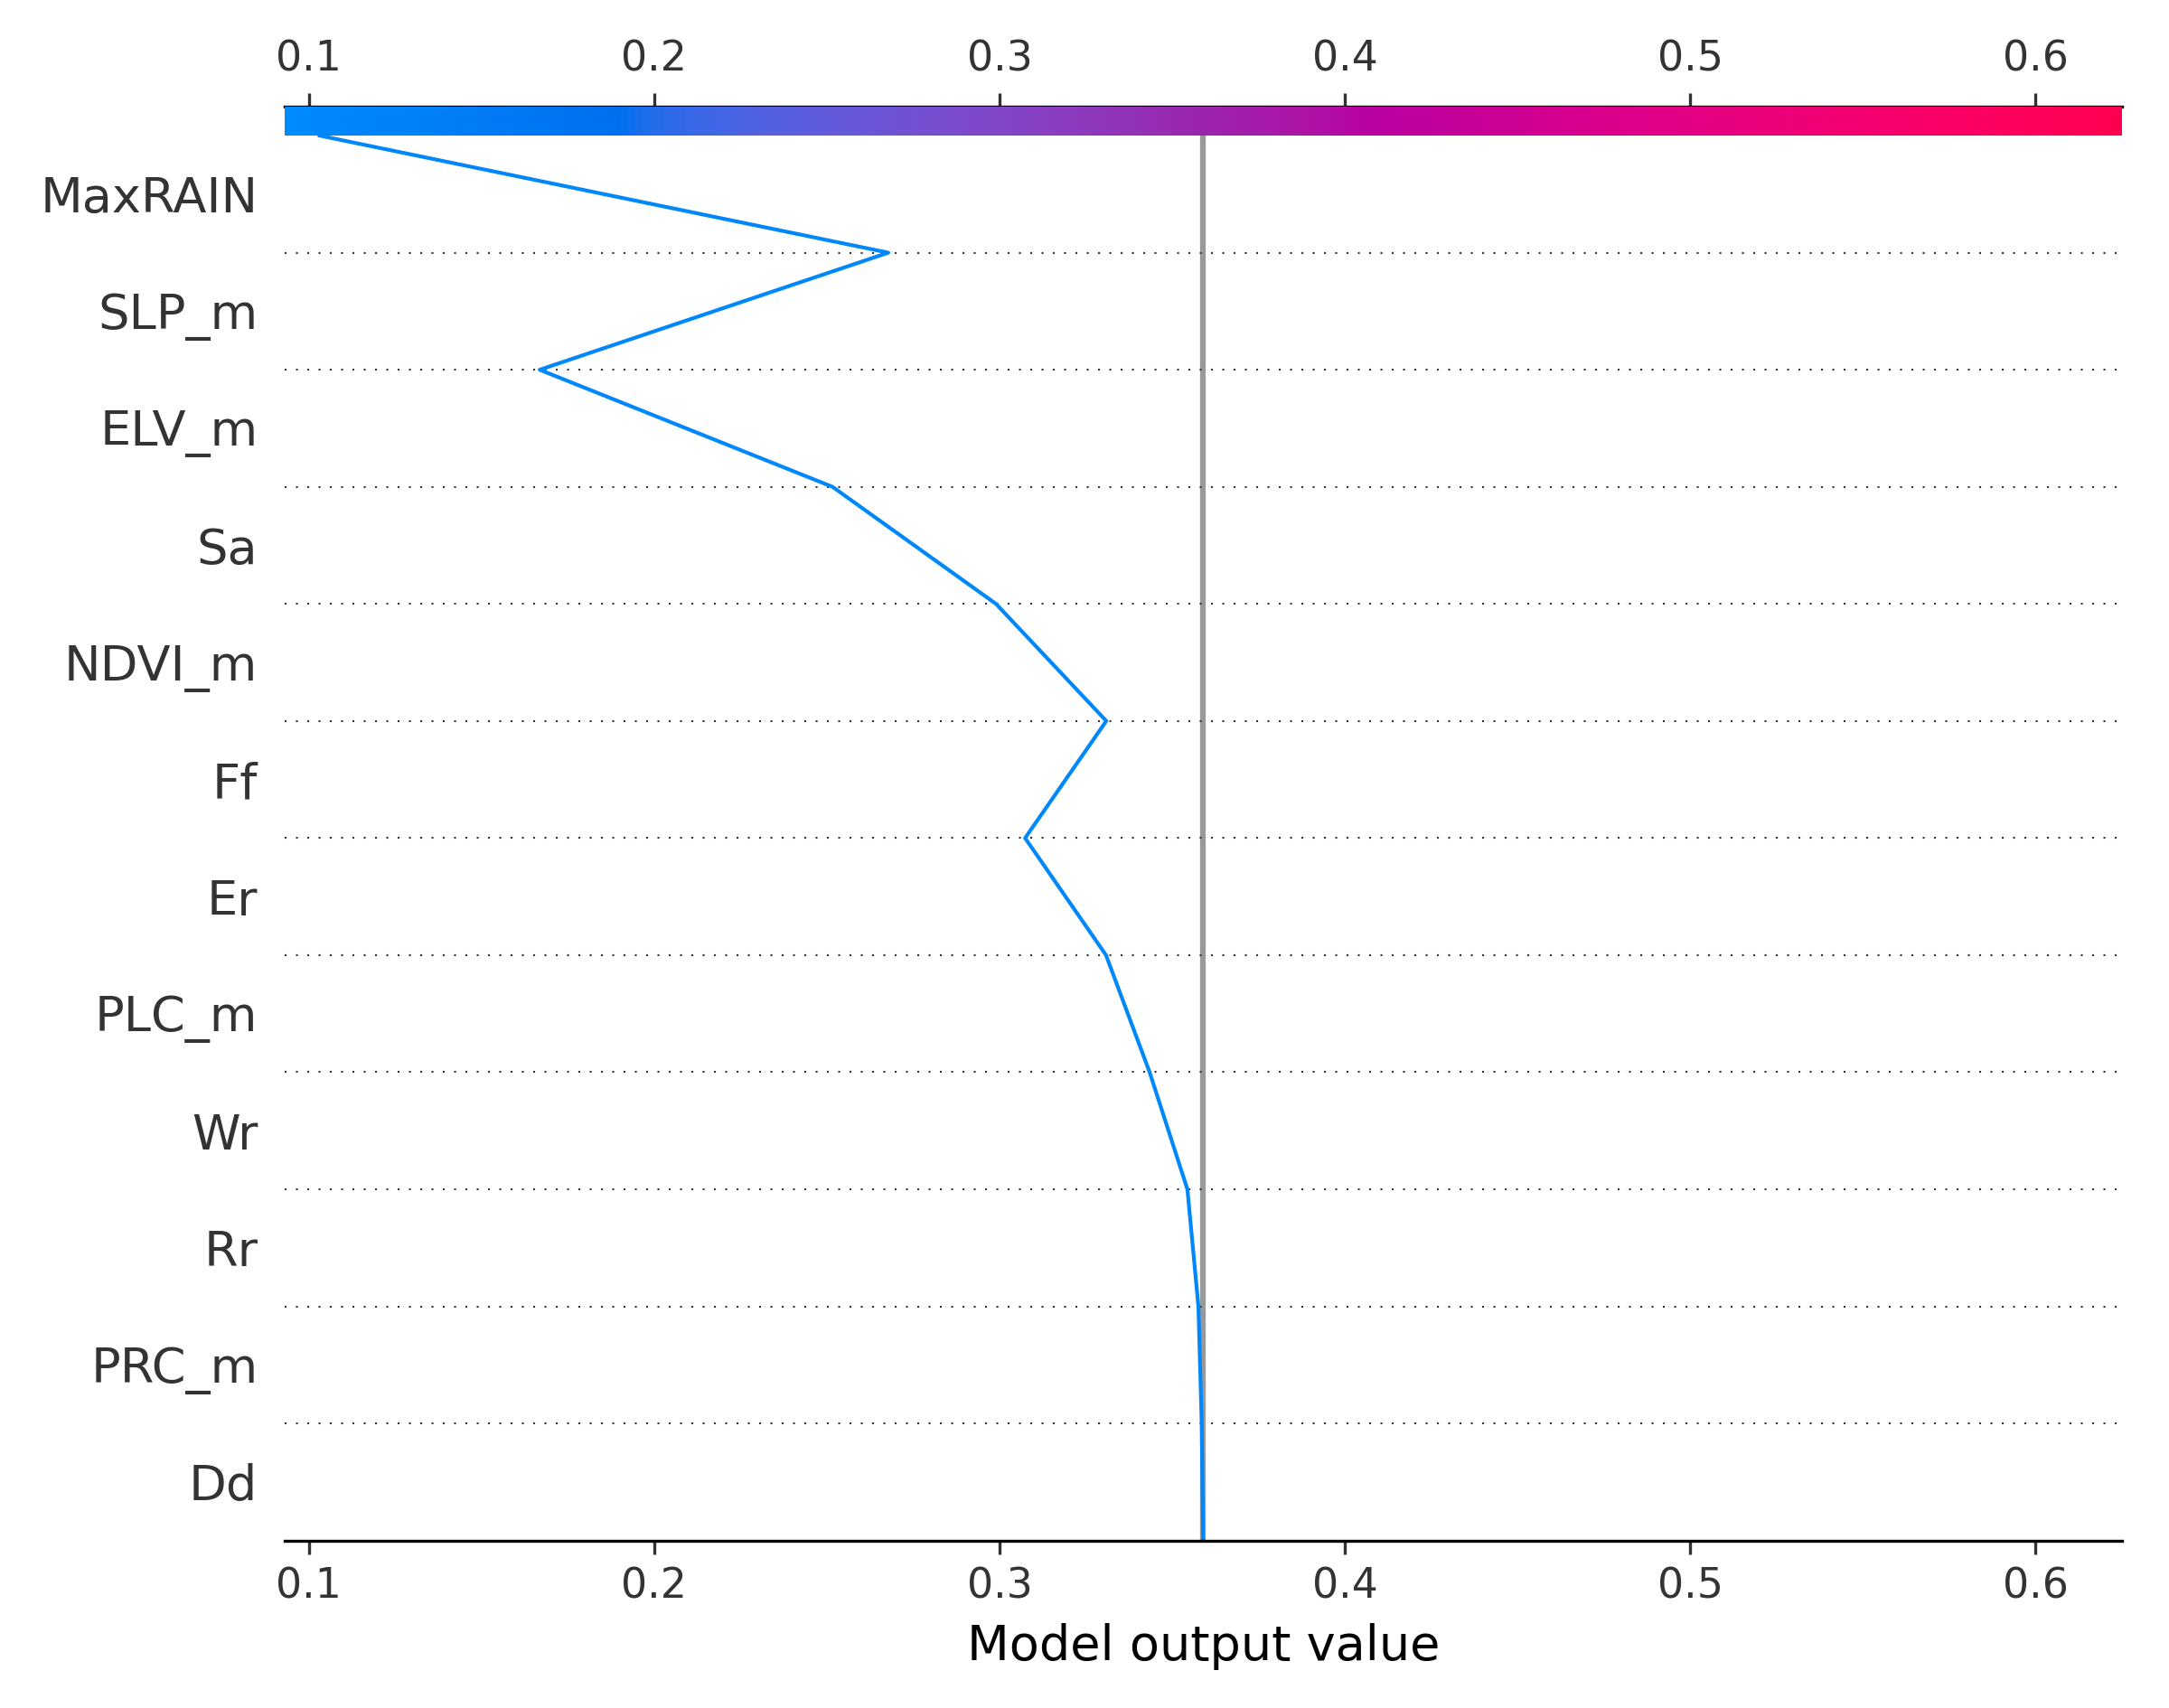 0.1 0.2 0.3 0.4 0.5 0.6
MaxRAIN
SLP_m
ELV_m
Sa
NDVI_m
Ff
Er
PLC_m
Wr
Rr
PRC_m
Dd
0.1 0.2 0.3 0.4 0.5 0.6
Model output value